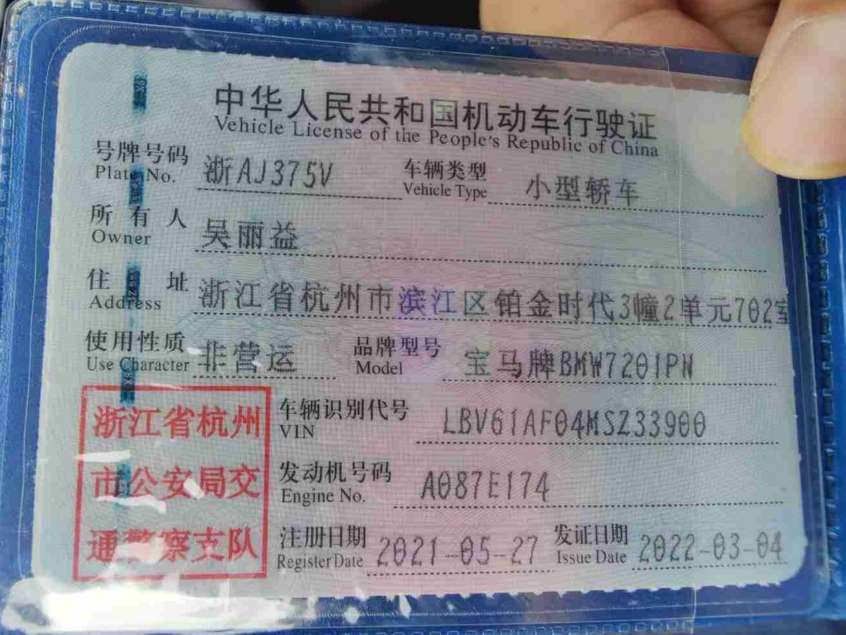 中华人民共和国机动车行驶证
Vehicle License of the People's Republic of China
号牌号码 浙AJ375V 车辆类型 小型轿车
Plate No. Vehicle Type
所有人 吴丽益
Owner
住址 浙江省杭州市滨江区铂金时代3幢2单元702室
Address
使用性质 非营运 品牌型号 宝马牌BMW7201PN
Use Character Model
浙江省杭州
市公安局交
通警察支队
车辆识别代号 LBV61AF04MSZ33900
VIN
发动机号码 A087E174
Engine No.
注册日期 2021-05-27 发证日期 2022-03-04
Register Date Issue Date